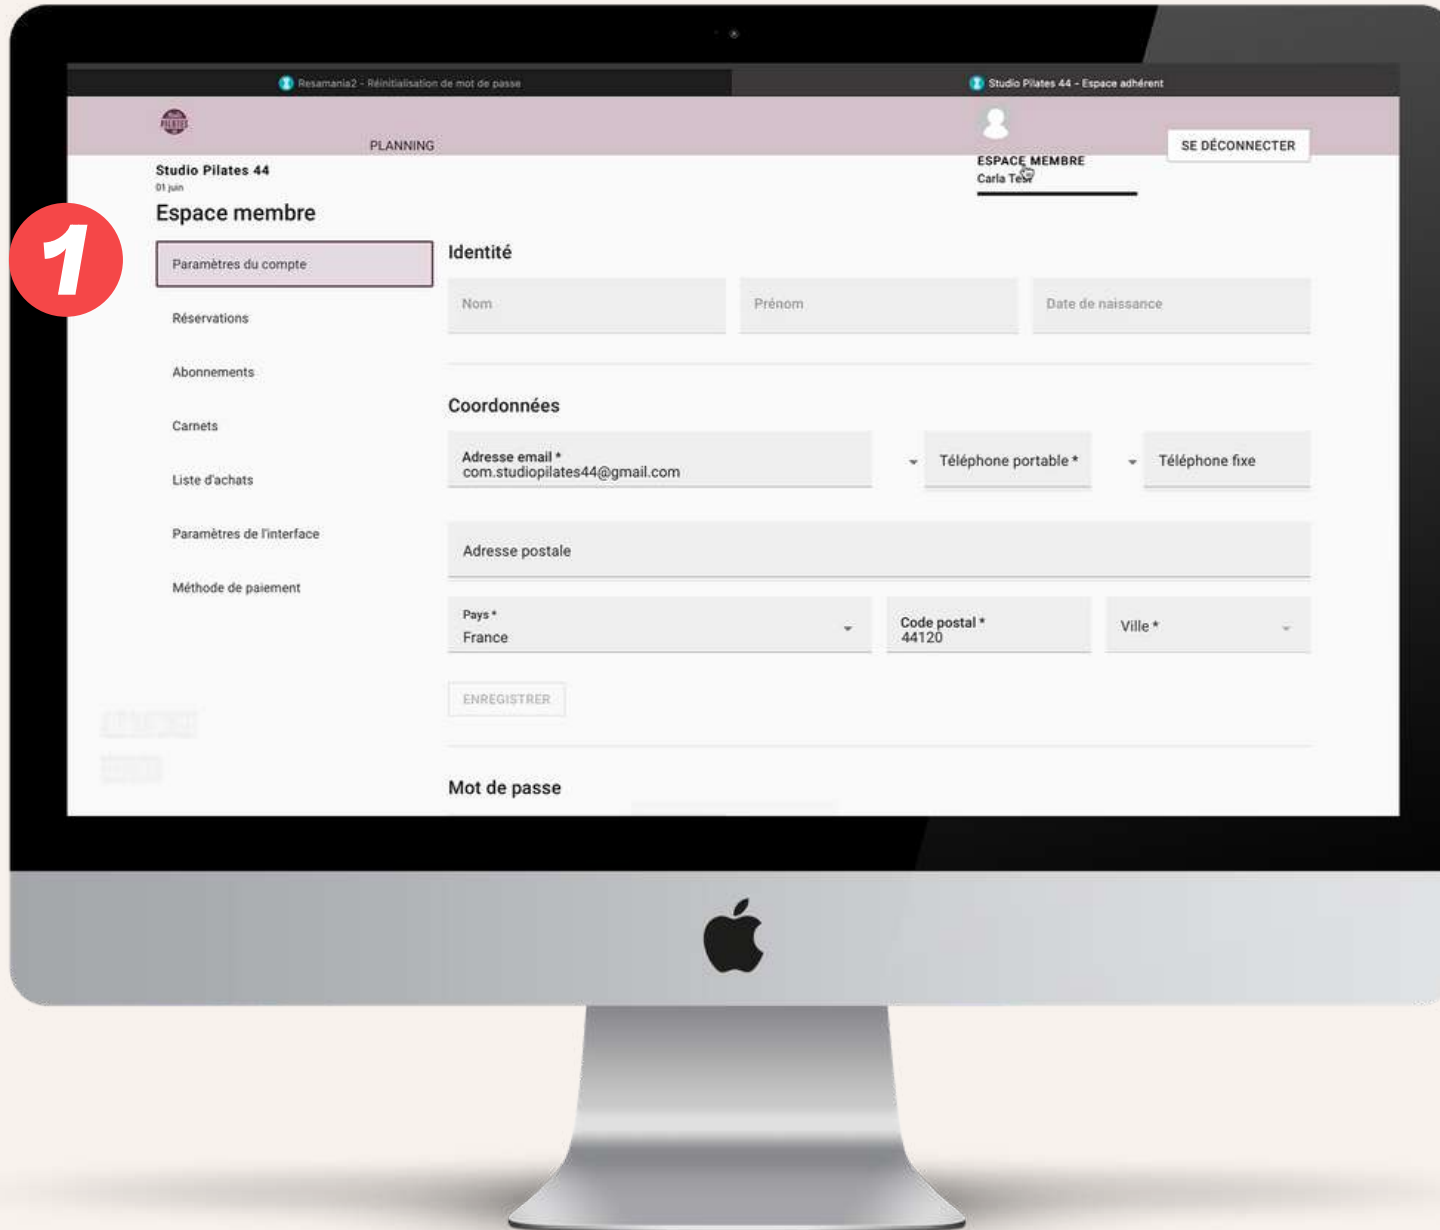 Resamania2 - Réinitialisation de mot de passe
Studio Pilates 44 - Espace adhérent
PILATES
PLANNING
ESPACE MEMBRE
Carla Test
SE DÉCONNECTER
Studio Pilates 44
01 juin
Espace membre
1
Paramètres du compte
Réservations
Abonnements
Carnets
Liste d'achats
Paramètres de l'interface
Méthode de paiement
Identité
Nom
Prénom
Date de naissance
Coordonnées
Adresse email *
com.studiopilates44@gmail.com
Téléphone portable *
Téléphone fixe
Adresse postale
Pays *
France
Code postal *
44120
Ville *
ENREGISTRER
Mot de passe